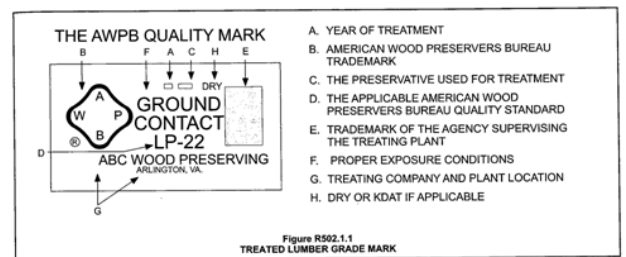 THE AWPB QUALITY MARK
B F A C H E
DRY
A
W P
B
®
GROUND
CONTACT
LP-22
D
ABC WOOD PRESERVING
ARLINGTON, VA.
G
A. YEAR OF TREATMENT
B. AMERICAN WOOD PRESERVERS BUREAU
TRADEMARK
C. THE PRESERVATIVE USED FOR TREATMENT
D. THE APPLICABLE AMERICAN WOOD
PRESERVERS BUREAU QUALITY STANDARD
E. TRADEMARK OF THE AGENCY SUPERVISING
THE TREATING PLANT
F. PROPER EXPOSURE CONDITIONS
G. TREATING COMPANY AND PLANT LOCATION
H. DRY OR KDAT IF APPLICABLE
Figure R502.1.1
TREATED LUMBER GRADE MARK